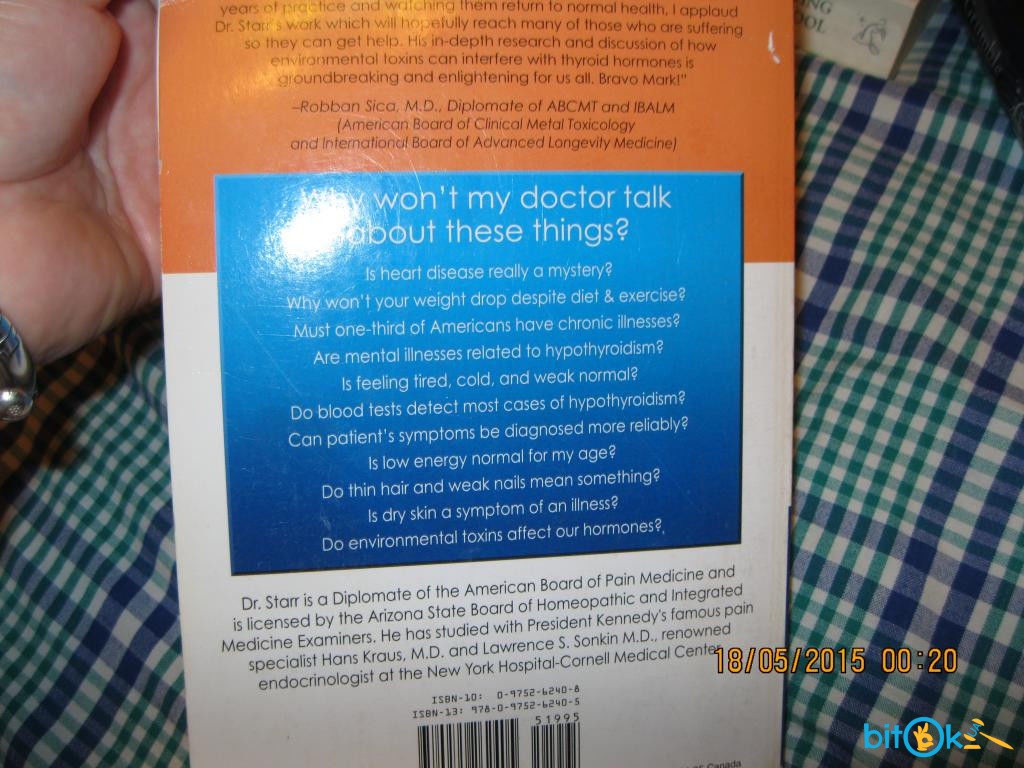 years of practice and watching them return to normal health, I applaud
Dr. Starr's work which will hopefully reach many of those who are suffering
so they can get help. His in-depth research and discussion of how
environmental toxins can interfere with thyroid hormones is
groundbreaking and enlightening for us all. Bravo Mark!"
–Robban Sica, M.D., Diplomate of ABCMT and IBALM
(American Board of Clinical Metal Toxicology
and International Board of Advanced Longevity Medicine)
Why won't my doctor talk
about these things?
Is heart disease really a mystery?
Why won't your weight drop despite diet & exercise?
Must one-third of Americans have chronic illnesses?
Are mental illnesses related to hypothyroidism?
Is feeling tired, cold, and weak normal?
Do blood tests detect most cases of hypothyroidism?
Can patient's symptoms be diagnosed more reliably?
Is low energy normal for my age?
Do thin hair and weak nails mean something?
Is dry skin a symptom of an illness?
Do environmental toxins affect our hormones?
Dr. Starr is a Diplomate of the American Board of Pain Medicine and
is licensed by the Arizona State Board of Homeopathic and Integrated
Medicine Examiners. He has studied with President Kennedy's famous pain
specialist Hans Kraus, M.D. and Lawrence S. Sonkin M.D., renowned
endocrinologist at the New York Hospital-Cornell Medical Center.
ISBN-10: 0-9752-6240-8
ISBN-13: 978-0-9752-6240-5
51995
Canada
18/05/2015 00:20
bitOk